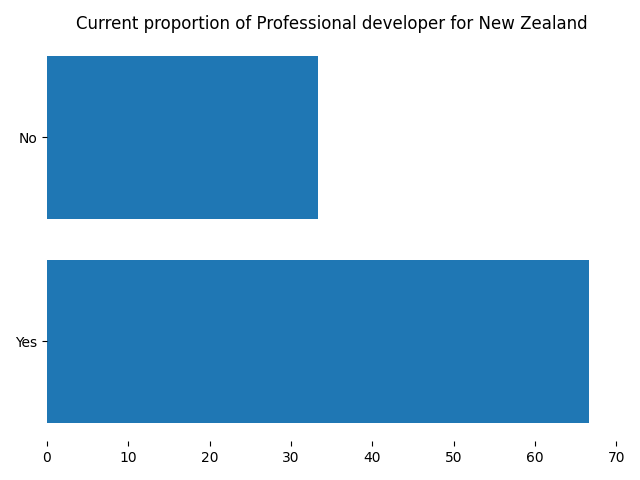 Current proportion of Professional developer for New Zealand
No
Yes
0 10 20 30 40 50 60 70